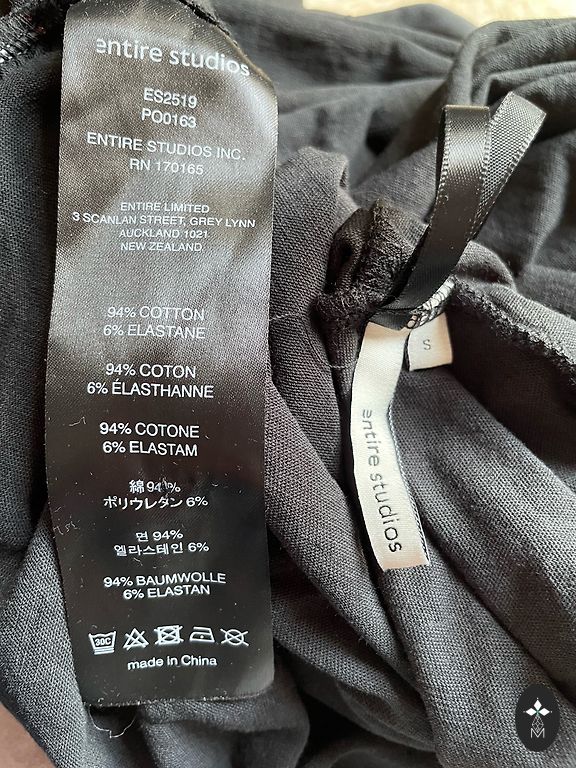 entire studios
ES2519
PO0163
ENTIRE STUDIOS INC.
RN 170165
ENTIRE LIMITED
3 SCANLAN STREET, GREY LYNN
AUCKLAND 1021
NEW ZEALAND
94% COTTON
6% ELASTANE
94% COTON
6% ÉLASTHANNE
94% COTONE
6% ELASTAM
綿 94%
ポリウレタン 6%
면 94%
엘라스테인 6%
94% BAUMWOLLE
6% ELASTAN
30C
made in China
S
entire studios